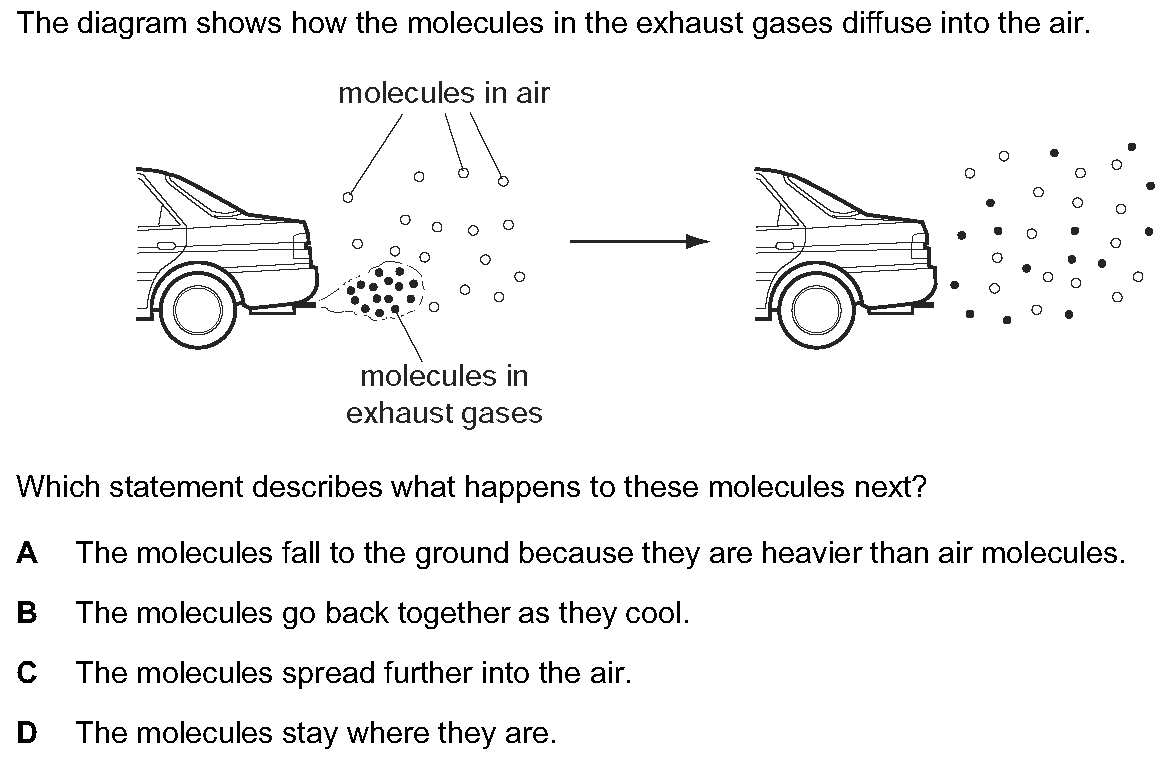 The diagram shows how the molecules in the exhaust gases diffuse into the air.
molecules in air
molecules in
exhaust gases
Which statement describes what happens to these molecules next?
A The molecules fall to the ground because they are heavier than air molecules.
B The molecules go back together as they cool.
C The molecules spread further into the air.
D The molecules stay where they are.